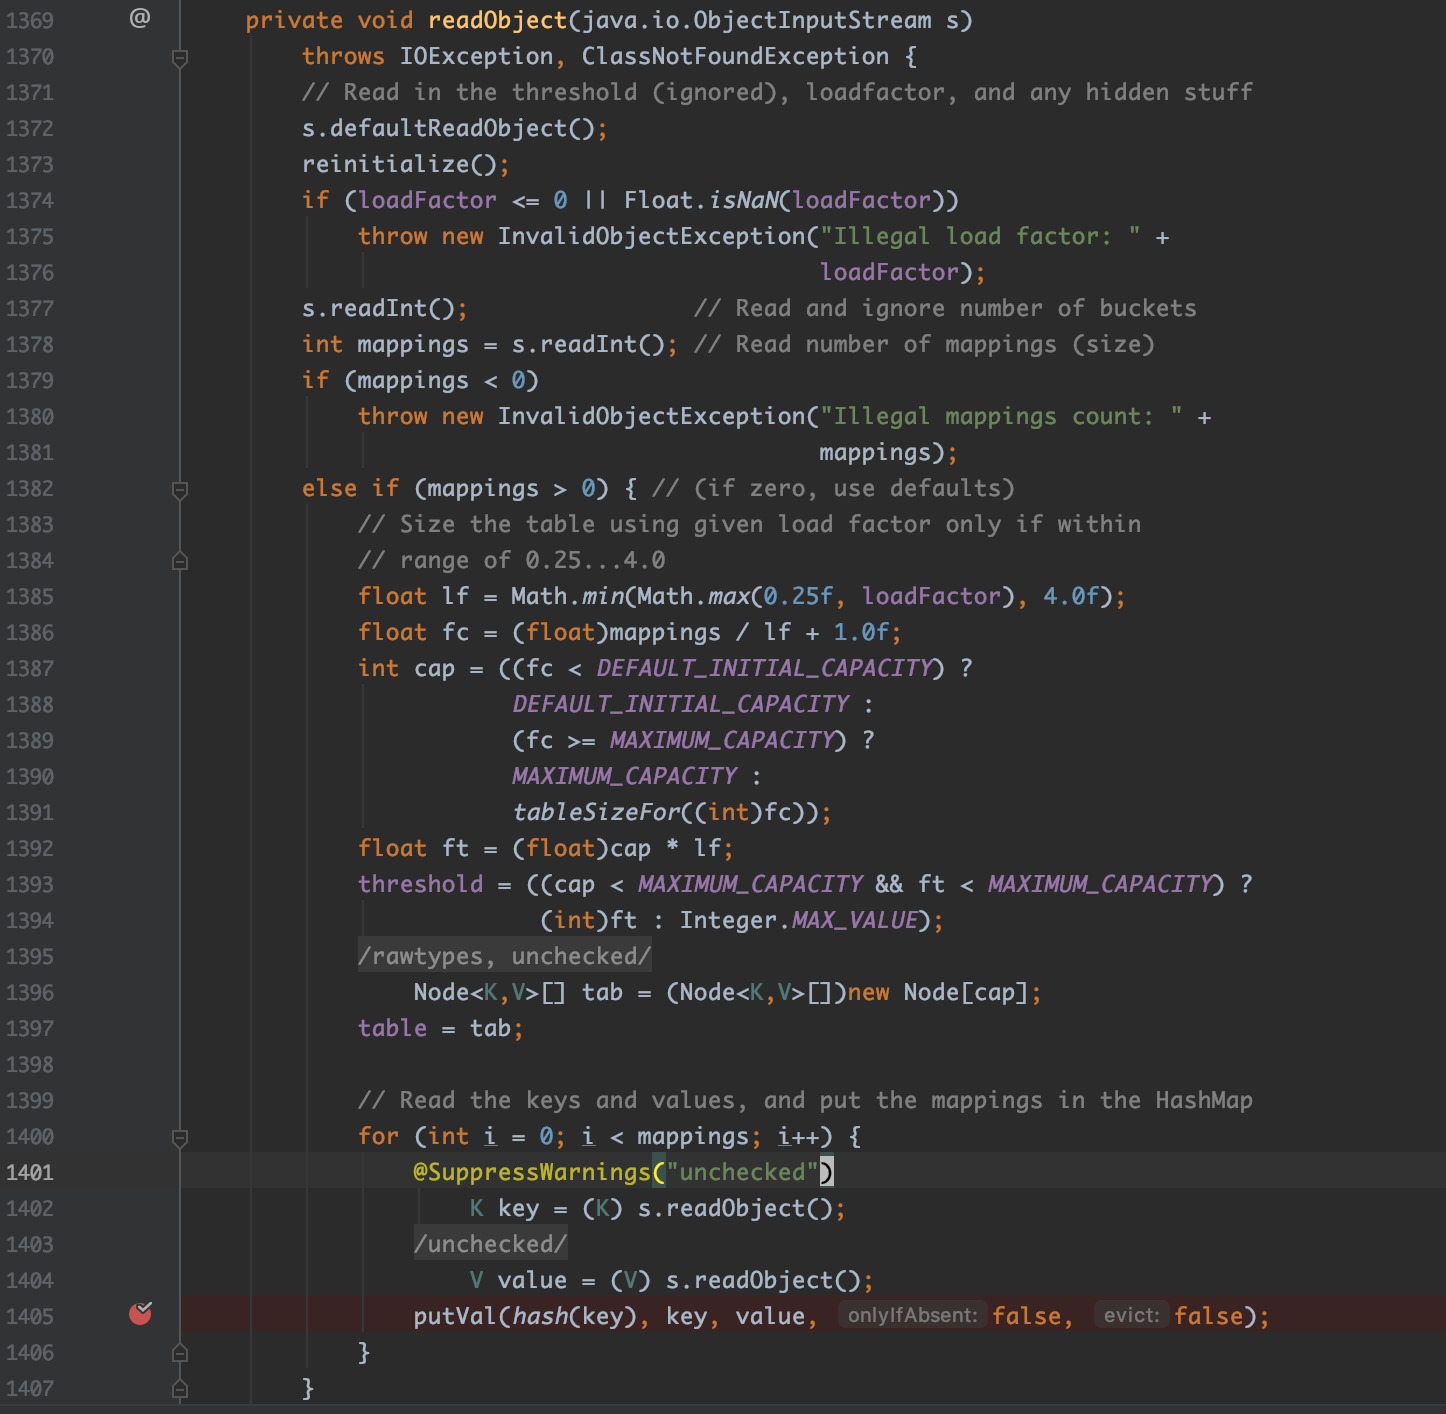 1369 @ private void readObject(java.io.ObjectInputStream s)
1370 throws IOException, ClassNotFoundException {
1371 // Read in the threshold (ignored), loadfactor, and any hidden stuff
1372 s.defaultReadObject();
1373 reinitialize();
1374 if (loadFactor <= 0 || Float.isNaN(loadFactor))
1375 throw new InvalidObjectException("Illegal load factor: " +
1376 loadFactor);
1377 s.readInt(); // Read and ignore number of buckets
1378 int mappings = s.readInt(); // Read number of mappings (size)
1379 if (mappings < 0)
1380 throw new InvalidObjectException("Illegal mappings count: " +
1381 mappings);
1382 else if (mappings > 0) { // (if zero, use defaults)
1383 // Size the table using given load factor only if within
1384 // range of 0.25...4.0
1385 float lf = Math.min(Math.max(0.25f, loadFactor), 4.0f);
1386 float fc = (float)mappings / lf + 1.0f;
1387 int cap = ((fc < DEFAULT_INITIAL_CAPACITY) ?
1388 DEFAULT_INITIAL_CAPACITY :
1389 (fc >= MAXIMUM_CAPACITY) ?
1390 MAXIMUM_CAPACITY :
1391 tableSizeFor((int)fc));
1392 float ft = (float)cap * lf;
1393 threshold = ((cap < MAXIMUM_CAPACITY && ft < MAXIMUM_CAPACITY) ?
1394 (int)ft : Integer.MAX_VALUE);
1395 /rawtypes, unchecked/
1396 Node<K,V>[] tab = (Node<K,V>[])new Node[cap];
1397 table = tab;
1398
1399 // Read the keys and values, and put the mappings in the HashMap
1400 for (int i = 0; i < mappings; i++) {
1401 @SuppressWarnings("unchecked")
1402 K key = (K) s.readObject();
1403 /unchecked/
1404 V value = (V) s.readObject();
1405 putVal(hash(key), key, value, onlyIfAbsent: false, evict: false);
1406 }
1407 }